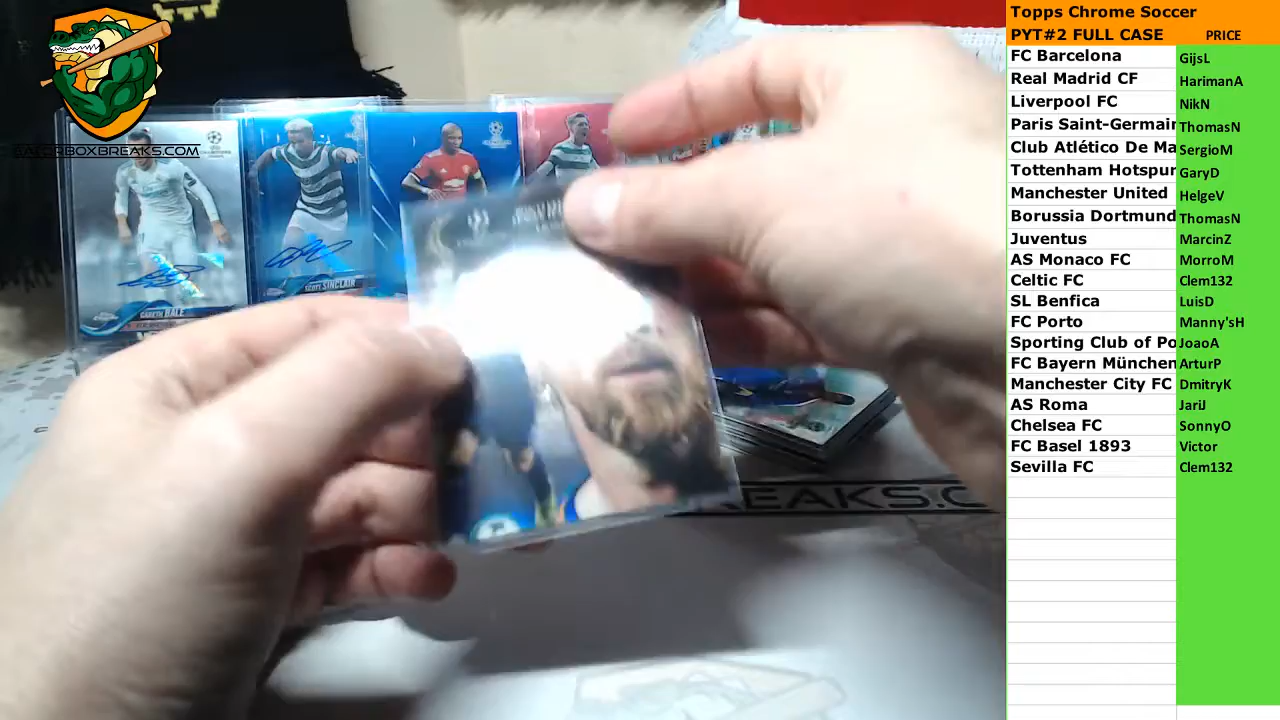 Topps Chrome Soccer
PYT#2 FULL CASE PRICE
FC Barcelona GijsL
Real Madrid CF HarimanA
Liverpool FC NikN
Paris Saint-Germain ThomasN
Club Atlético De Ma SergioM
Tottenham Hotspur GaryD
Manchester United HelgeV
Borussia Dortmund ThomasN
Juventus MarcinZ
AS Monaco FC MorroM
Celtic FC Clem132
SL Benfica LuisD
FC Porto Manny'sH
Sporting Club of Po JoaoA
FC Bayern München ArturP
Manchester City FC DmitryK
AS Roma JariJ
Chelsea FC SonnyO
FC Basel 1893 Victor
Sevilla FC Clem132
GATORBOXBREAKS.COM
GARETH BALE
SCOTT SINCLAIR
EAKS.C